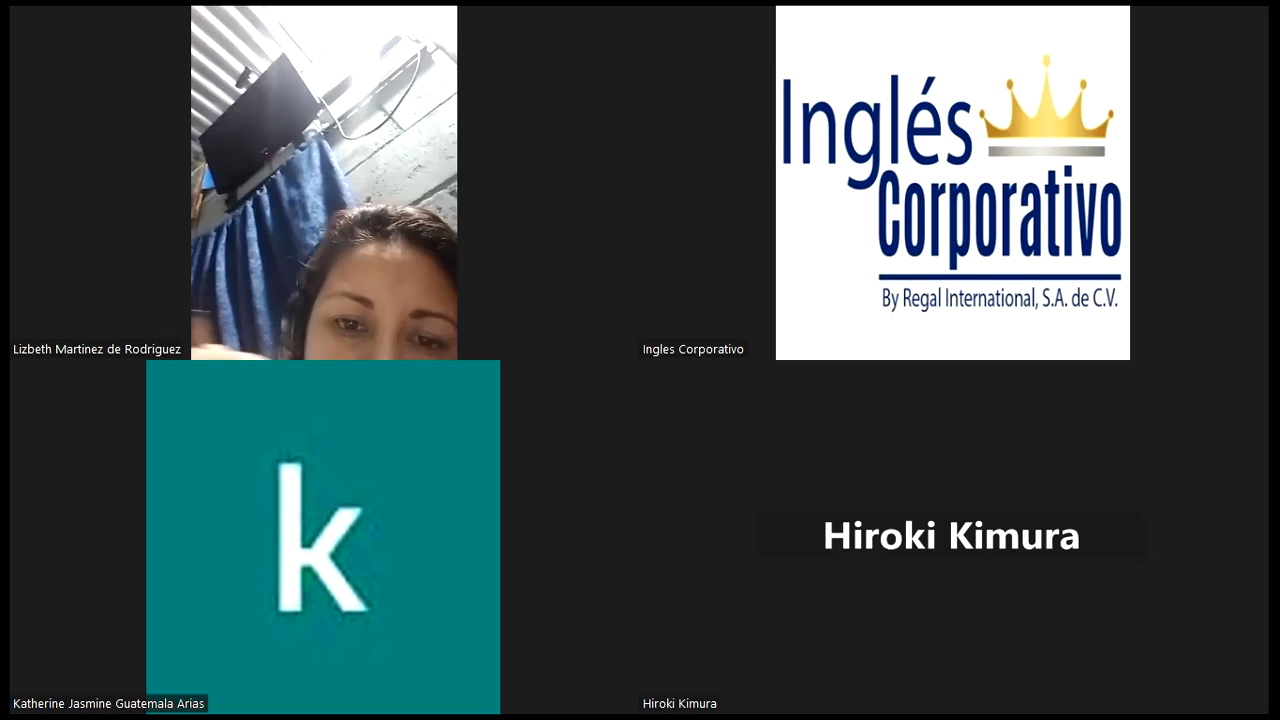 Inglés
Corporativo
By Regal International, S.A. de C.V.
Lizbeth Martinez de Rodriguez
Ingles Corporativo
k
Hiroki Kimura
Katherine Jasmine Guatemala Arias
Hiroki Kimura